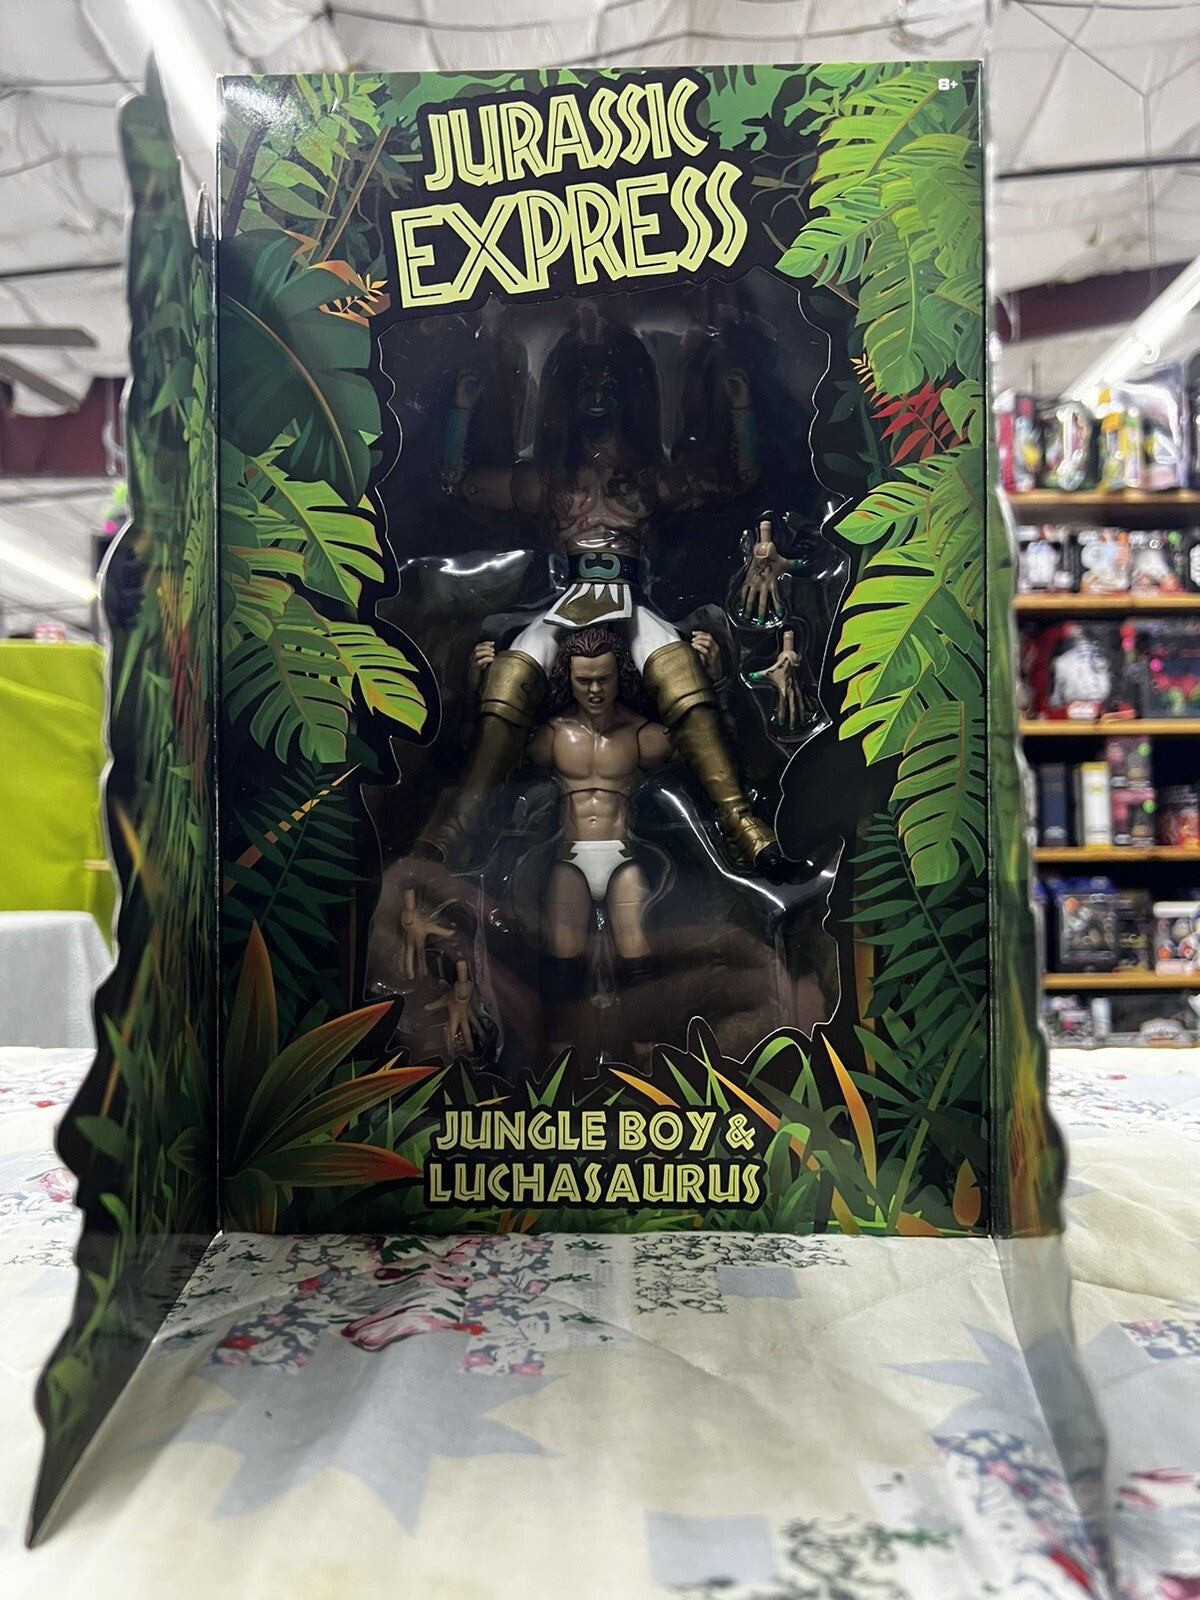 8+
JURASSIC
EXPRESS
JUNGLE BOY &
LUCHASAURUS